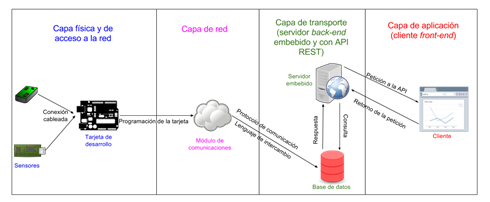 Capa física y de
acceso a la red
Capa de red
Capa de transporte
(servidor back-end
embebido y con API
REST)
Capa de aplicación
(cliente front-end)
Conexión
cableada
Sensores
Tarjeta de
desarrollo
Programación de la tarjeta
Módulo de
comunicaciones
Protocolo de comunicación
Lenguaje de intercambio
Servidor
embebido
Respuesta
Consulta
Base de datos
Petición a la API
Retorno de la petición
Cliente